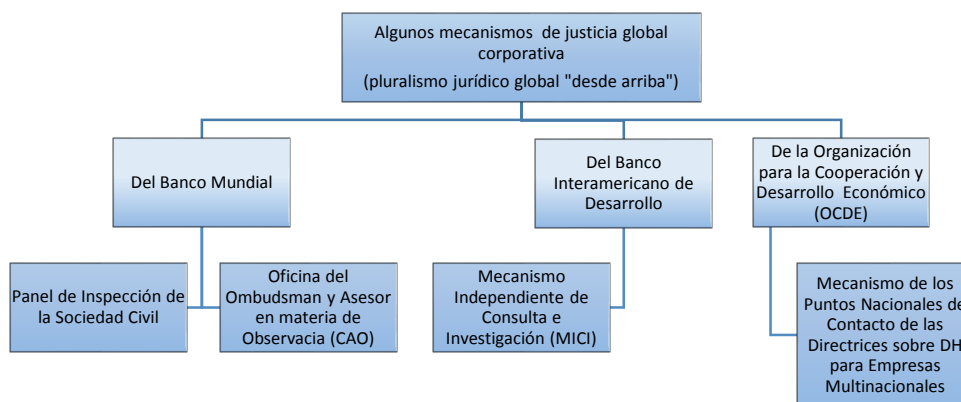 Algunos mecanismos de justicia global
corporativa
(pluralismo jurídico global "desde arriba")
Del Banco Mundial
Del Banco
Interamericano de
Desarrollo
De la Organización
para la Cooperación y
Desarrollo Económico
(OCDE)
Panel de Inspección de
la Sociedad Civil
Oficina del
Ombudsman y Asesor
en materia de
Observacia (CAO)
Mecanismo
Independiente de
Consulta e
Investigación (MICI)
Mecanismo de los
Puntos Nacionales de
Contacto de las
Directrices sobre DH
para Empresas
Multinacionales